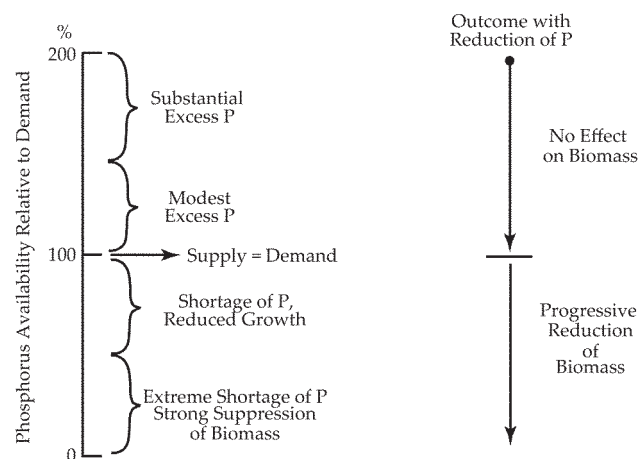 Phosphorus Availability Relative to Demand
%
200
Substantial
Excess P
Modest
Excess P
100
Supply = Demand
Shortage of P,
Reduced Growth
Extreme Shortage of P
Strong Suppression
of Biomass
0
Outcome with
Reduction of P
No Effect
on Biomass
Progressive
Reduction
of
Biomass